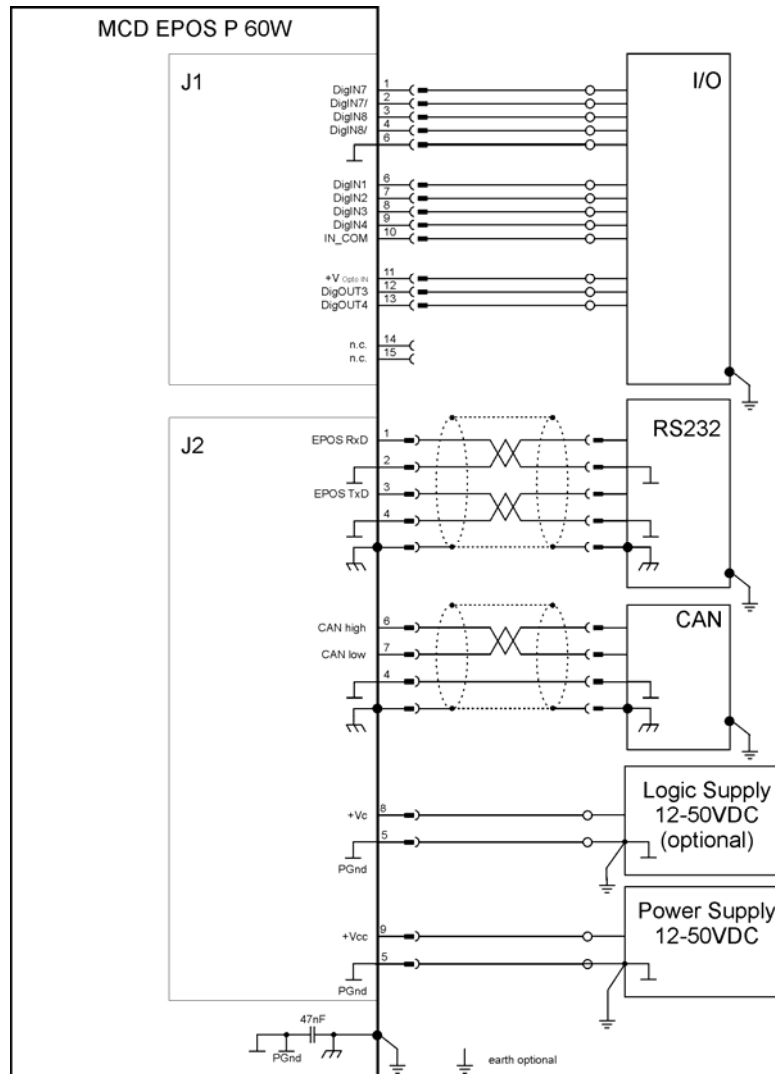 MCD EPOS P 60W
J1
I/O
DigIN7 1
DigIN7/ 2
DigIN8 3
DigIN8/ 4
6
DigIN1 6
DigIN2 7
DigIN3 8
DigIN4 9
IN_COM 10
+V Opto IN 11
DigOUT3 12
DigOUT4 13
n.c. 14
n.c. 15
J2
RS232
EPOS RxD 1
2
EPOS TxD 3
4
CAN
CAN high 6
CAN low 7
4
Logic Supply
12-50VDC
(optional)
+Vc 8
5
PGnd
Power Supply
12-50VDC
+Vcc 9
5
PGnd
47nF
PGnd
earth optional